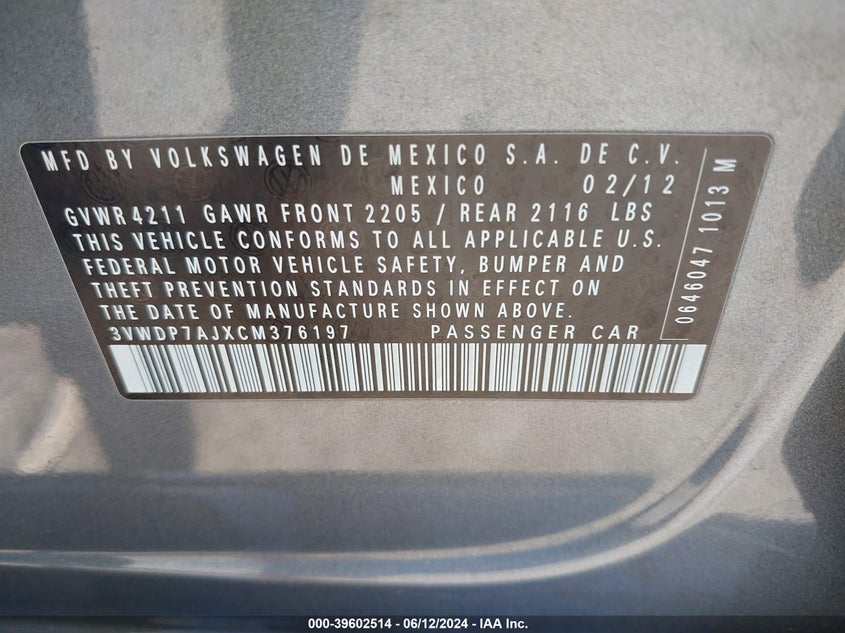 MFD BY VOLKSWAGEN DE MEXICO S.A. DE C.V.
MEXICO 02/12
GVWR 4211 GAWR FRONT 2205 / REAR 2116 LBS
THIS VEHICLE CONFORMS TO ALL APPLICABLE U.S.
FEDERAL MOTOR VEHICLE SAFETY, BUMPER AND
THEFT PREVENTION STANDARDS IN EFFECT ON
THE DATE OF MANUFACTURE SHOWN ABOVE.
3VWDP7AJXCM376197 PASSENGER CAR
0646047 1013 M
000-39602514 - 06/12/2024 - IAA Inc.